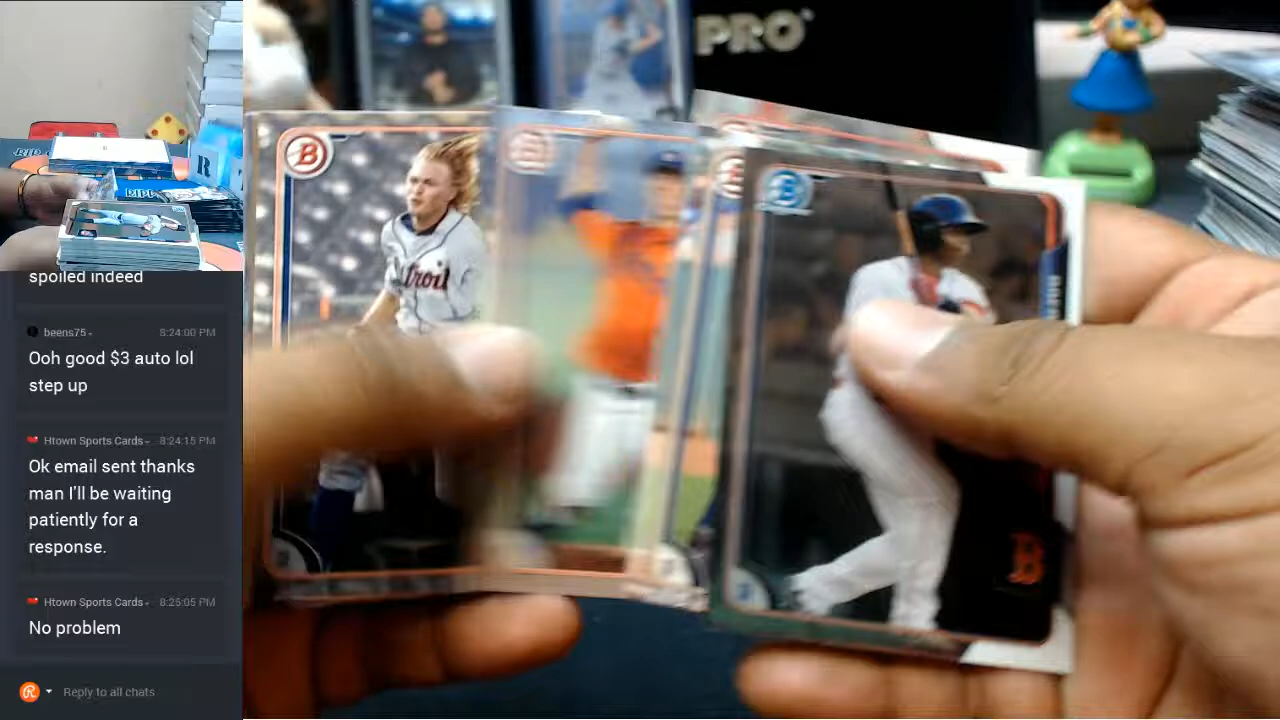 PRO
RIPP
R
spoiled indeed
beens75 8:24:00 PM
Ooh good $3 auto lol
step up
Htown Sports Cards 8:24:15 PM
Ok email sent thanks
man I'll be waiting
patiently for a
response.
Htown Sports Cards 8:25:05 PM
No problem
Reply to all chats
B
B
B
B